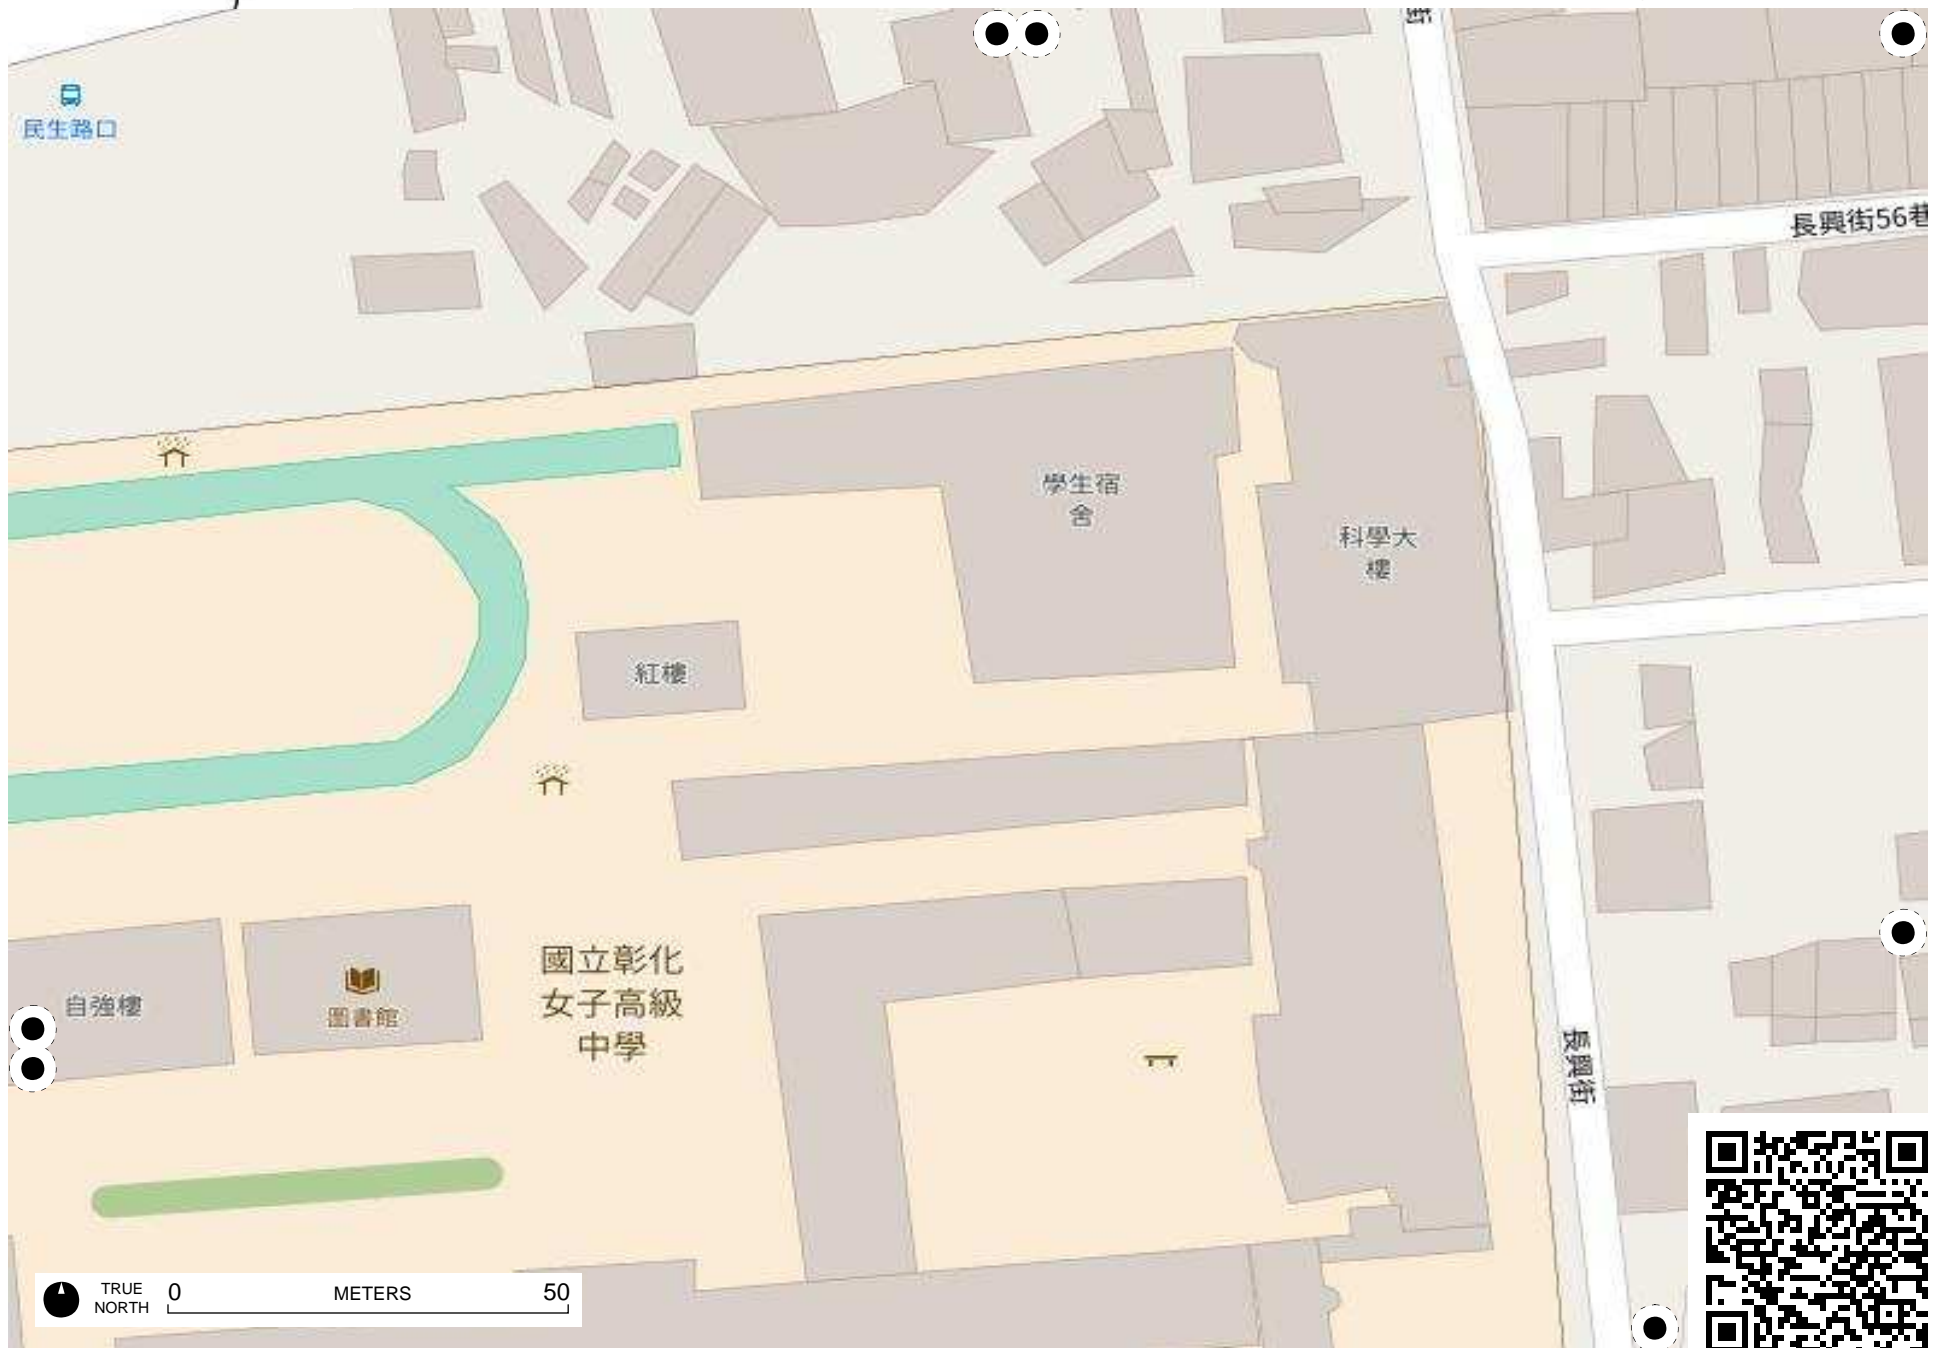 街
民生路口
長興街56巷
學生宿
舍
科學大
樓
紅樓
國立彰化
女子高級
中學
自強樓
圖書館
長興街
TRUE
NORTH
0
METERS
50